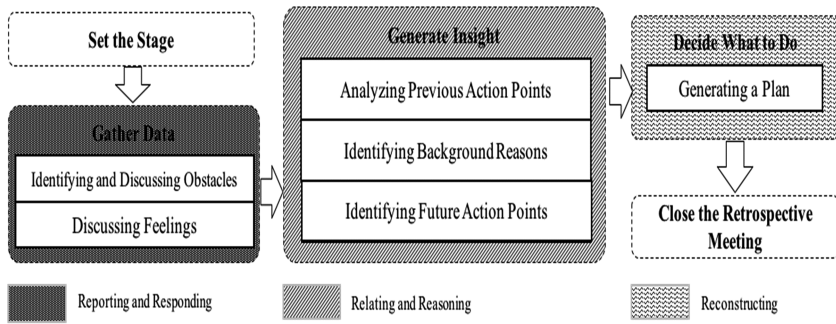 Set the Stage
Gather Data
Identifying and Discussing Obstacles
Discussing Feelings
Generate Insight
Analyzing Previous Action Points
Identifying Background Reasons
Identifying Future Action Points
Decide What to Do
Generating a Plan
Close the Retrospective
Meeting
Reporting and Responding
Relating and Reasoning
Reconstructing